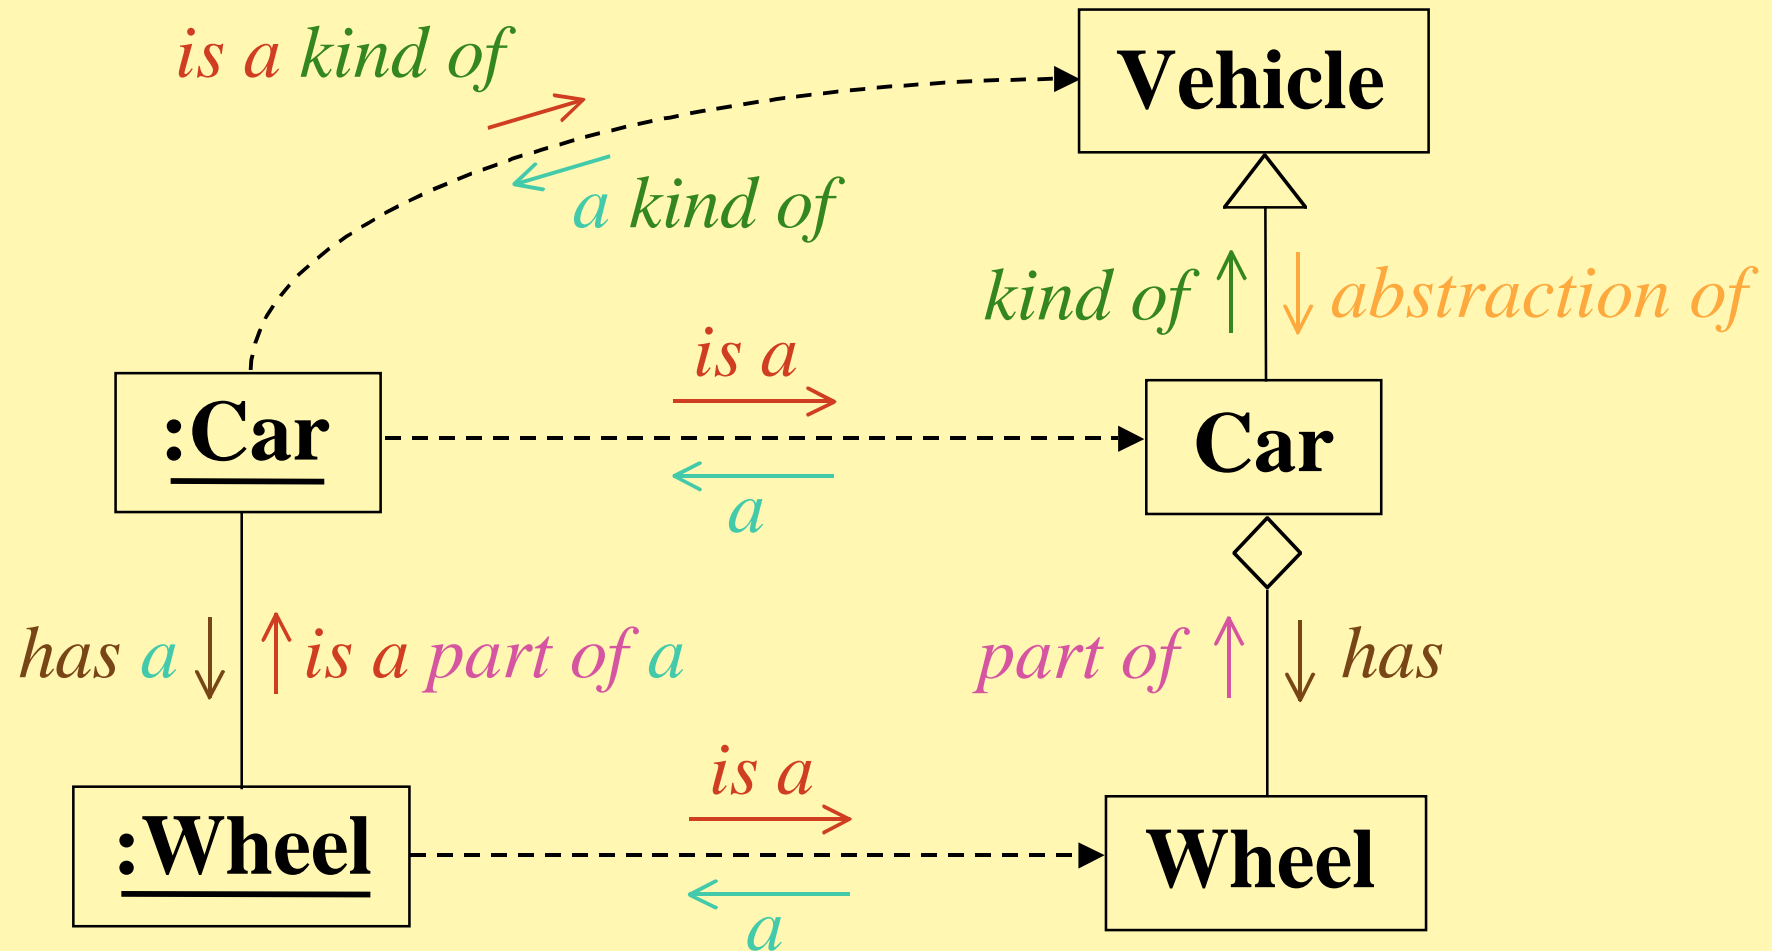 is a kind of
Vehicle
a kind of
kind of
abstraction of
is a
:Car
Car
a
has a
is a part of a
part of
has
is a
:Wheel
Wheel
a